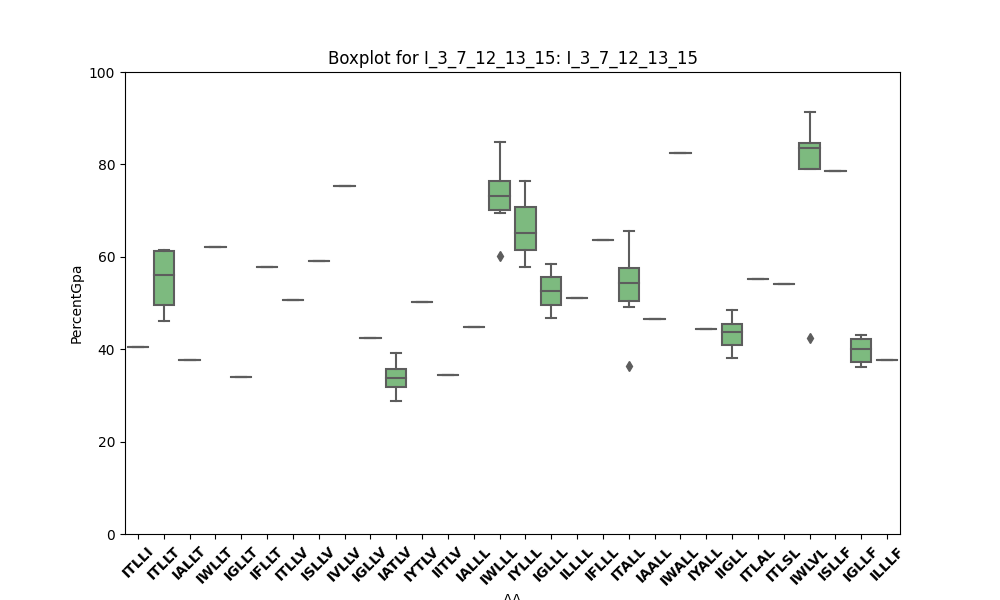 Boxplot for I_3_7_12_13_15: I_3_7_12_13_15
100
80
60
40
20
0
PercentGpa
ITLLI ITLLT IALLT IWLLT IGLLT IFLLT ITLLV ISLLV IVLLV IGLLV IATLV IYTLV IITLV IALLL IWLLL IYLLL IGLLL ILLLL IFLLL ITALL IAALL IWALL IYALL IIGLL ITLAL ITLSL IWLVL ISLLF IGLLF ILLLF
AA